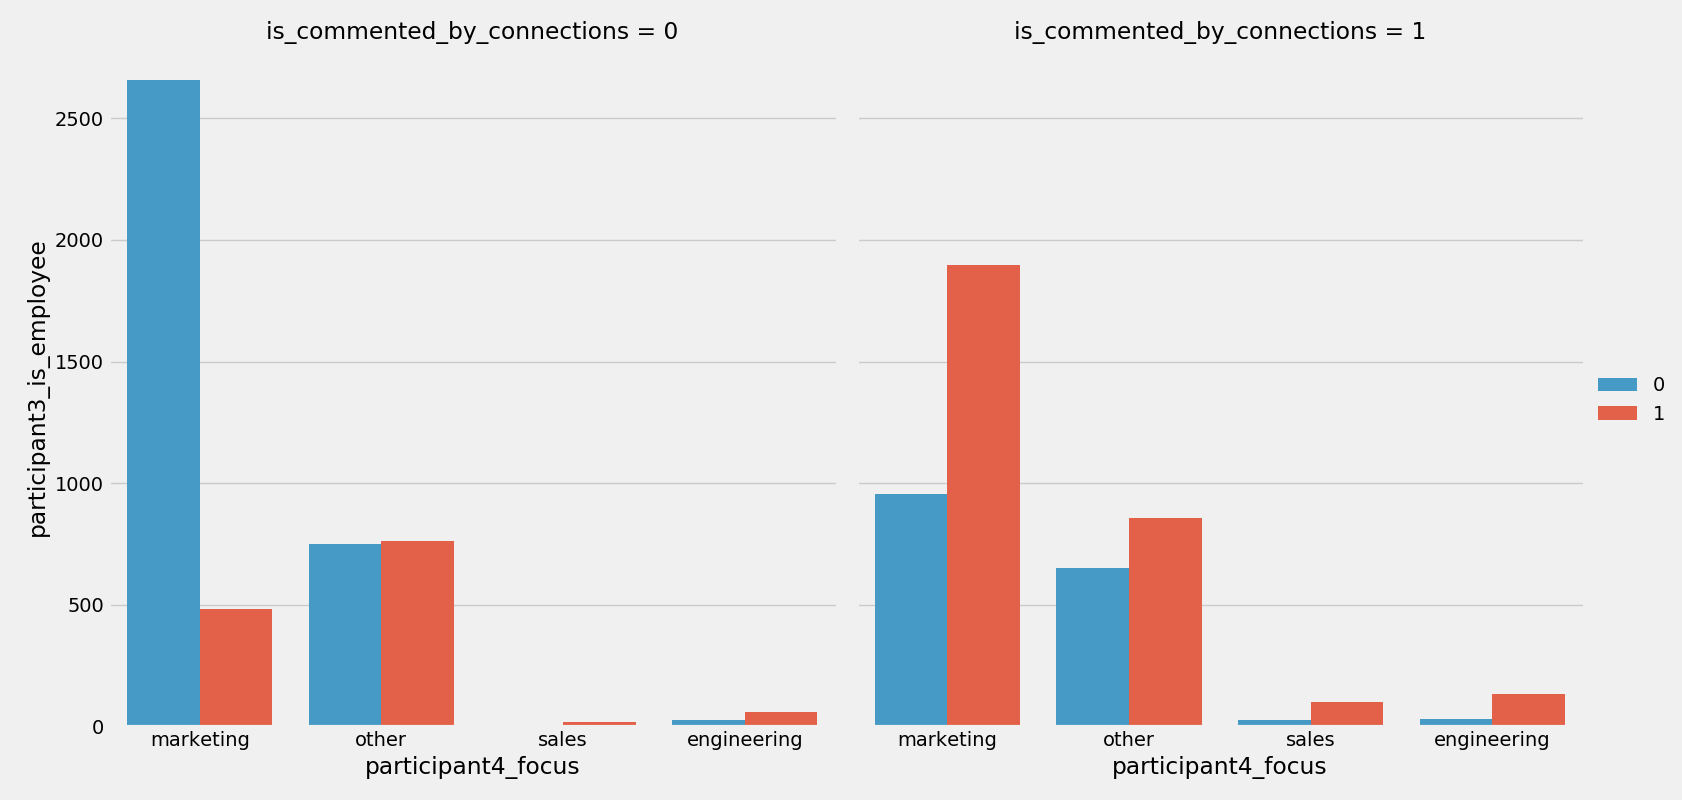 is_commented_by_connections = 0
is_commented_by_connections = 1
participant3_is_employee
2500
2000
1500
1000
500
0
marketing
other
sales
engineering
participant4_focus
marketing
other
sales
engineering
participant4_focus
0
1